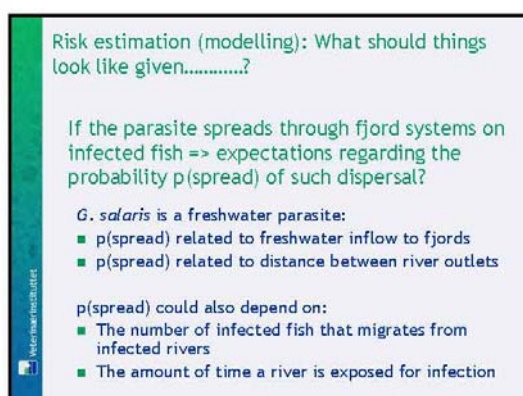 Risk estimation (modelling): What should things
look like given............?
If the parasite spreads through fjord systems on
infected fish => expectations regarding the
probability p(spread) of such dispersal?
G. salaris is a freshwater parasite:
p(spread) related to freshwater inflow to fjords
p(spread) related to distance between river outlets
p(spread) could also depend on:
The number of infected fish that migrates from
infected rivers
The amount of time a river is exposed for infection
Veterinærinstituttet